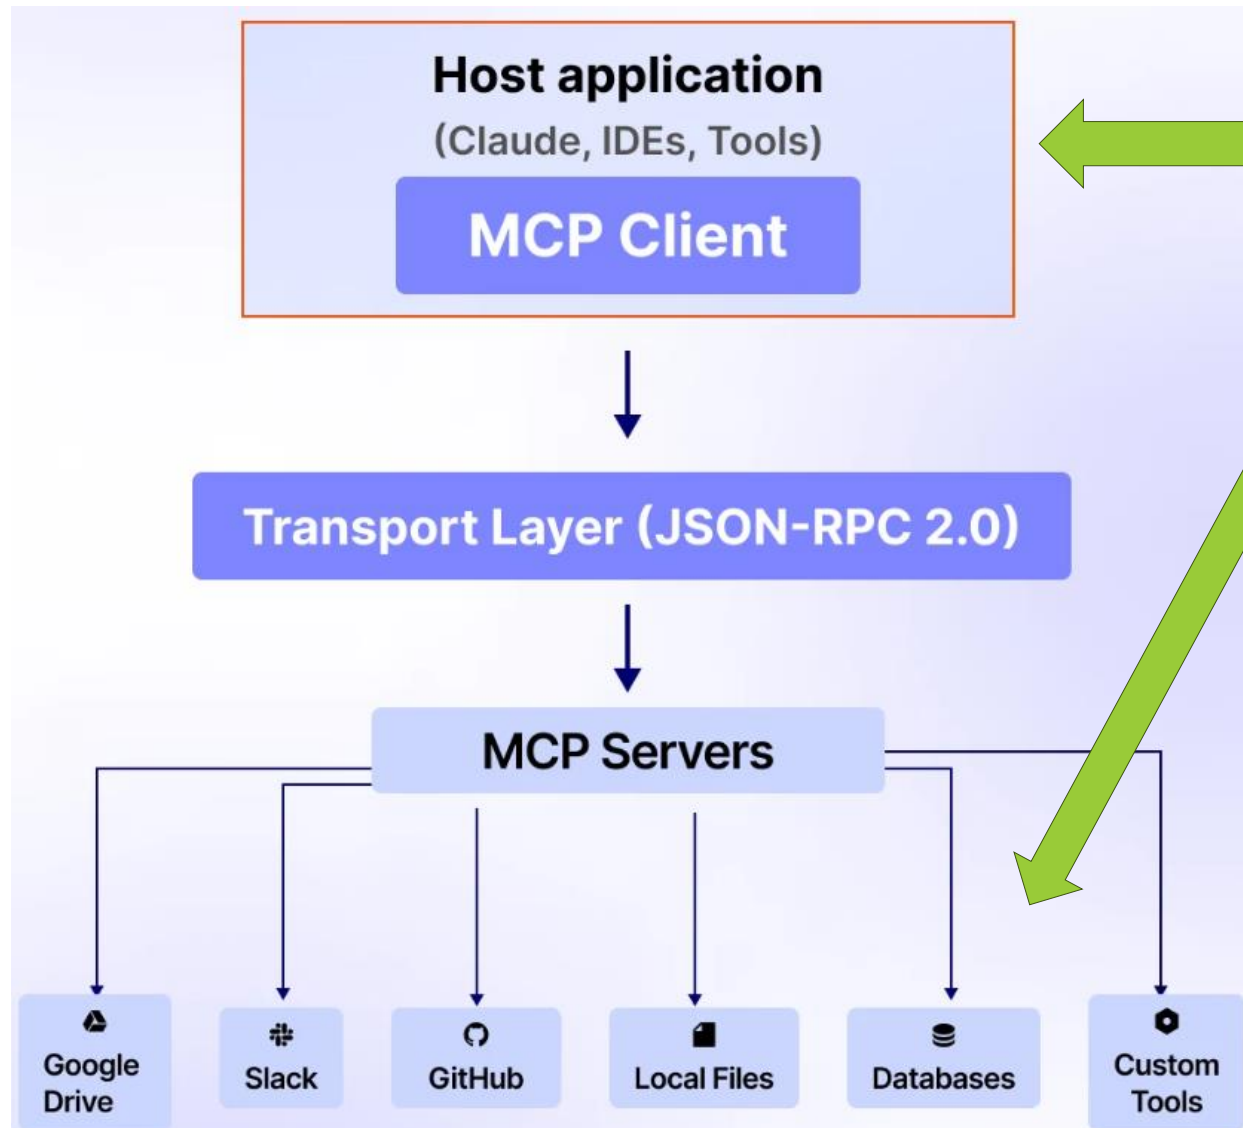 Host application
(Claude, IDEs, Tools)
MCP Client
Transport Layer (JSON-RPC 2.0)
MCP Servers
Google
Drive
Slack
GitHub
Local Files
Databases
Custom
Tools